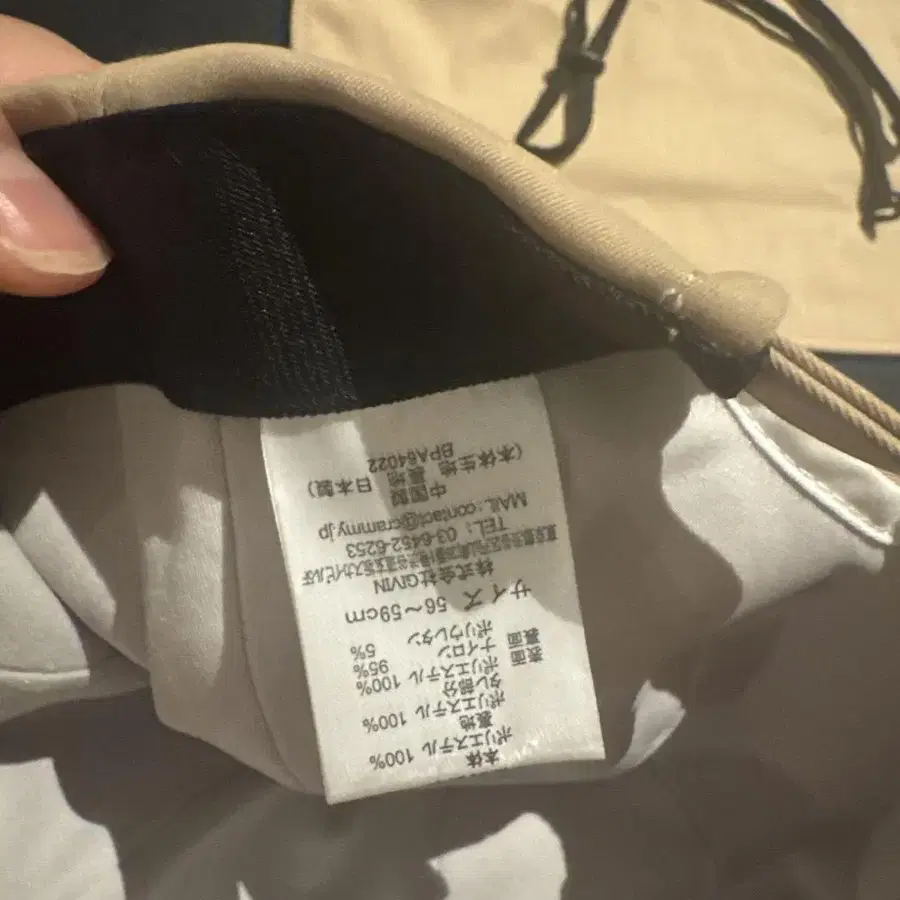 本体
ポリエステル 100%
裏地
ポリエステル 100%
タレ部分
表面 ポリエステル 100%
裏面 ナイロン 95%
ポリウレタン 5%
サイズ 56～59cm
株式会社GIVIN
TEL: 03-6452-6253
MAIL:contact@crammy.jp
中国製
(本体生地 裏地 日本製)
BPA64022